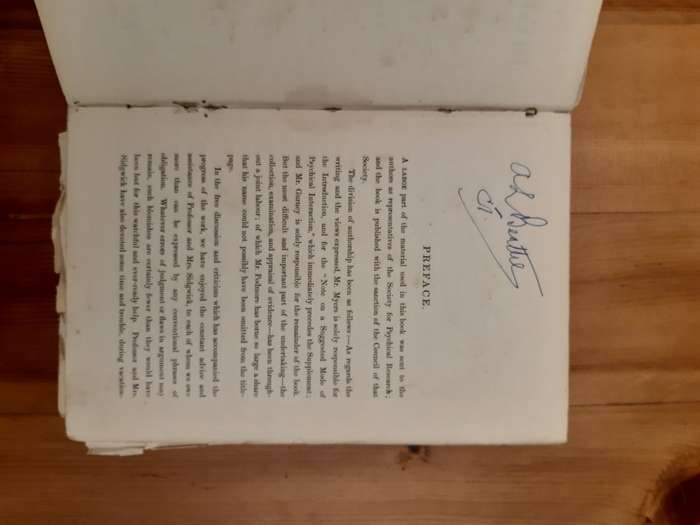 PREFACE.
A LARGE part of the material used in this book was sent to the
authors as representatives of the Society for Psychical Research;
and the book is published with the sanction of the Council of that
Society.
The division of authorship has been as follows:—As regards the
writing and the views expressed, Mr. Myers is solely responsible for
the Introduction, and for the "Note on a Suggested Mode of
Psychical Interaction," which immediately precedes the Supplement;
and Mr. Gurney is solely responsible for the remainder of the book.
But the most difficult and important part of the undertaking—the
collection, examination, and appraisal of evidence—has been through-
out a joint labour; of which Mr. Podmore has borne so large a share
that his name could not possibly have been omitted from the title-
page.
In the free discussion and criticism which has accompanied the
progress of the work, we have enjoyed the constant advice and
assistance of Professor and Mrs. Sidgwick, to each of whom we owe
more than can be expressed by any conventional phrases of
obligation. Whatever errors of judgment or flaws in argument may
remain, such blemishes are certainly fewer than they would have
been but for this watchful and ever-ready help. Professor and Mrs.
Sidgwick have also devoted some time and trouble, during vacation-